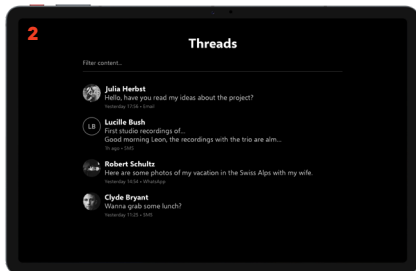 2
Threads
Filter content...
Julia Herbst
Hello, have you read my ideas about the project?
Yesterday 17:56 • Email
LB
Lucille Bush
First studio recordings of...
Good morning Leon, the recordings with the trio are alm...
1h ago • SMS
Robert Schultz
Here are some photos of my vacation in the Swiss Alps with my wife.
Yesterday 14:34 • WhatsApp
Clyde Bryant
Wanna grab some lunch?
Yesterday 11:25 • SMS